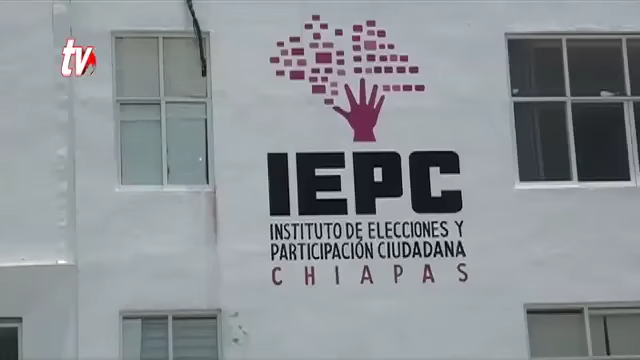 tv
IEPC
INSTITUTO DE ELECCIONES Y
PARTICIPACIÓN CIUDADANA
CHIAPAS